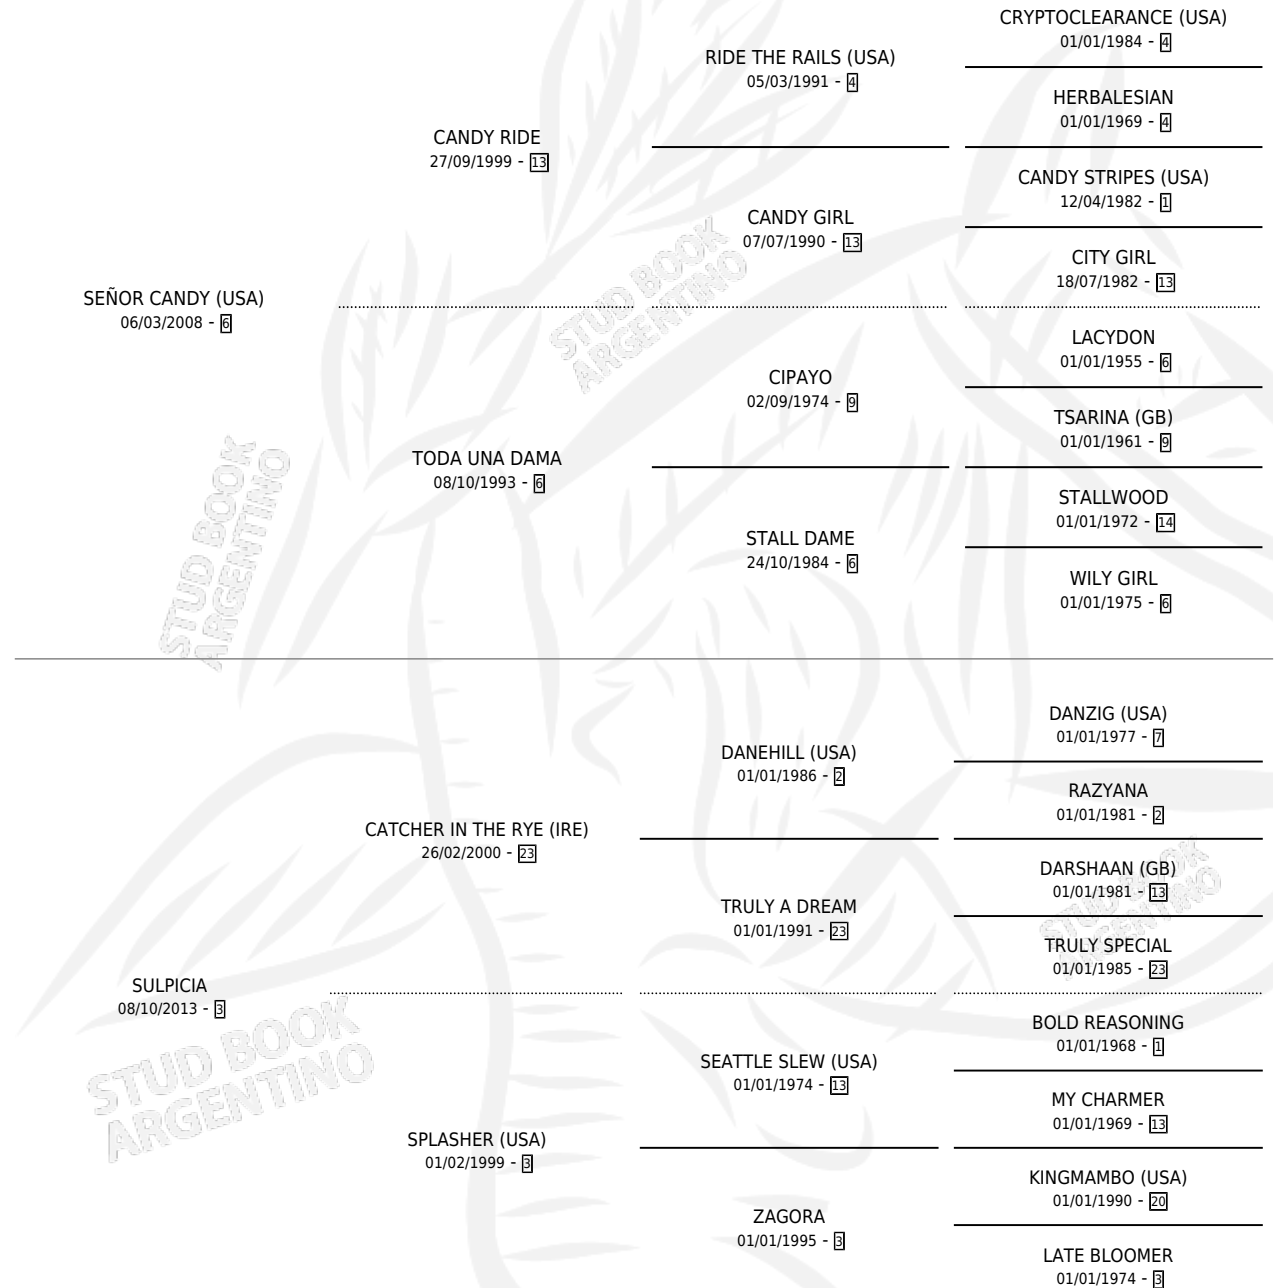 CRYPTOCLEARANCE (USA)
01/01/1984 - 4
RIDE THE RAILS (USA)
05/03/1991 - 4
HERBALESIAN
01/01/1969 - 4
CANDY RIDE
27/09/1999 - 13
CANDY STRIPES (USA)
12/04/1982 - 1
CANDY GIRL
07/07/1990 - 13
CITY GIRL
18/07/1982 - 13
SEÑOR CANDY (USA)
06/03/2008 - 6
LACYDON
01/01/1955 - 6
CIPAYO
02/09/1974 - 9
TSARINA (GB)
01/01/1961 - 9
TODA UNA DAMA
08/10/1993 - 6
STALLWOOD
01/01/1972 - 14
STALL DAME
24/10/1984 - 6
WILY GIRL
01/01/1975 - 6
STUD BOOK
ARGENTINO
STUD BOOK
ARGENTINO
DANZIG (USA)
01/01/1977 - 7
DANEHILL (USA)
01/01/1986 - 2
RAZYANA
01/01/1981 - 2
CATCHER IN THE RYE (IRE)
26/02/2000 - 23
DARSHAAN (GB)
01/01/1981 - 13
TRULY A DREAM
01/01/1991 - 23
TRULY SPECIAL
01/01/1985 - 23
STUD BOOK
ARGENTINO
SULPICIA
08/10/2013 - 3
BOLD REASONING
01/01/1968 - 1
SEATTLE SLEW (USA)
01/01/1974 - 13
MY CHARMER
01/01/1969 - 13
STUD BOOK
ARGENTINO
SPLASHER (USA)
01/02/1999 - 3
KINGMAMBO (USA)
01/01/1990 - 20
ZAGORA
01/01/1995 - 3
LATE BLOOMER
01/01/1974 - 3